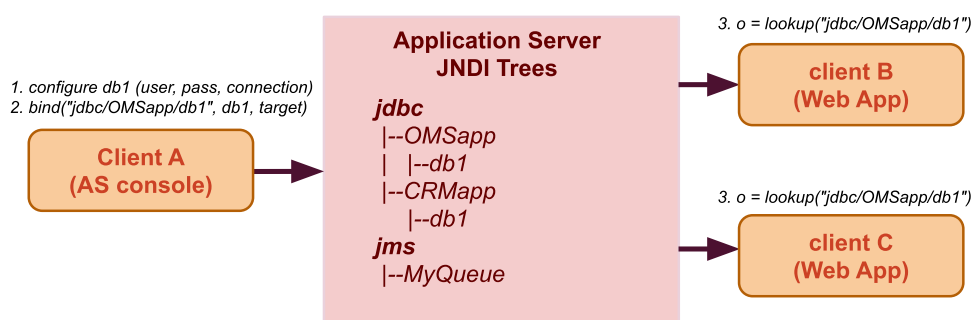 1. configure db1 (user, pass, connection)
2. bind("jdbc/OMSapp/db1", db1, target)
Client A
(AS console)
Application Server
JNDI Trees
jdbc
|--OMSapp
|   |--db1
|--CRMapp
|--db1
jms
|--MyQueue
3. o = lookup("jdbc/OMSapp/db1")
client B
(Web App)
3. o = lookup("jdbc/OMSapp/db1")
client C
(Web App)